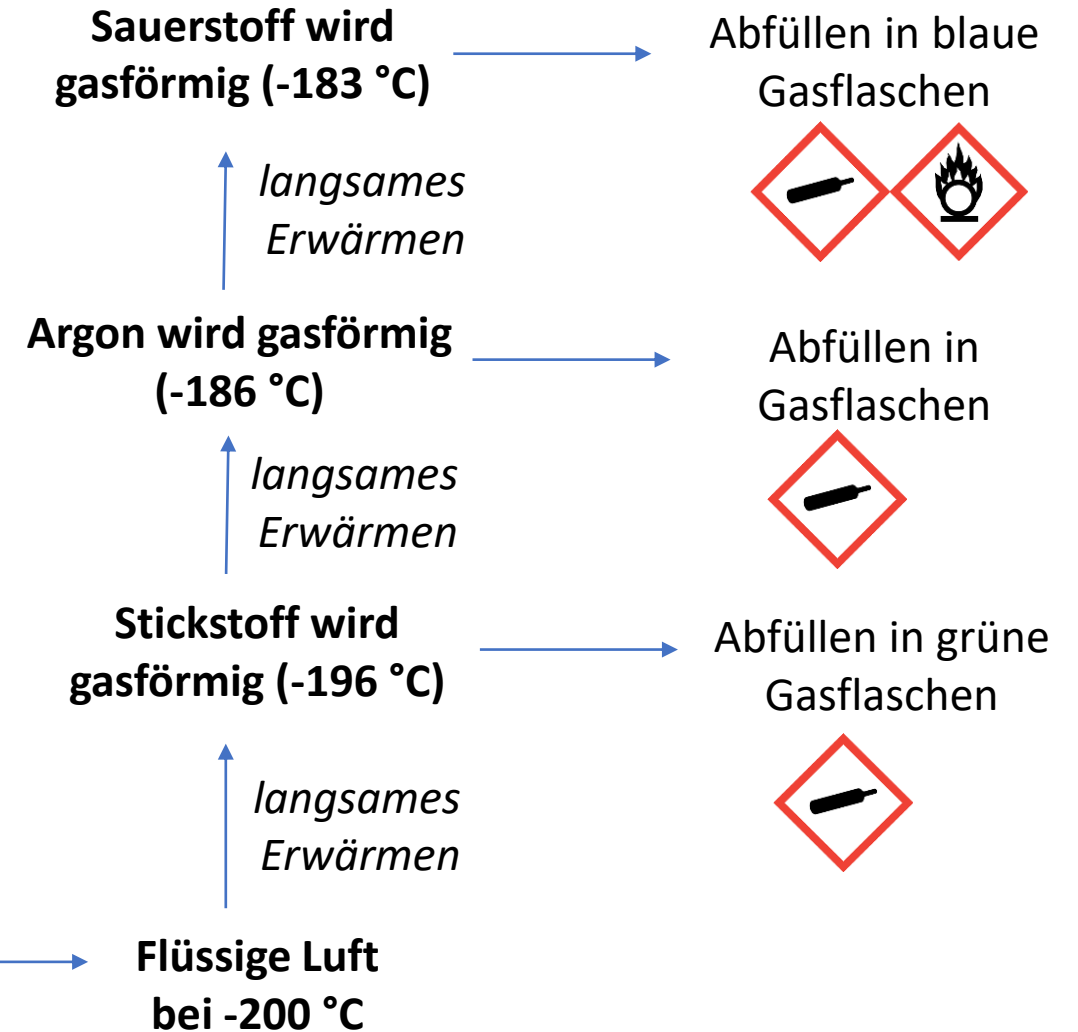 Sauerstoff wird
gasförmig (-183 °C)
Abfüllen in blaue
Gasflaschen
langsames
Erwärmen
Argon wird gasförmig
(-186 °C)
Abfüllen in
Gasflaschen
langsames
Erwärmen
Stickstoff wird
gasförmig (-196 °C)
Abfüllen in grüne
Gasflaschen
langsames
Erwärmen
Flüssige Luft
bei -200 °C